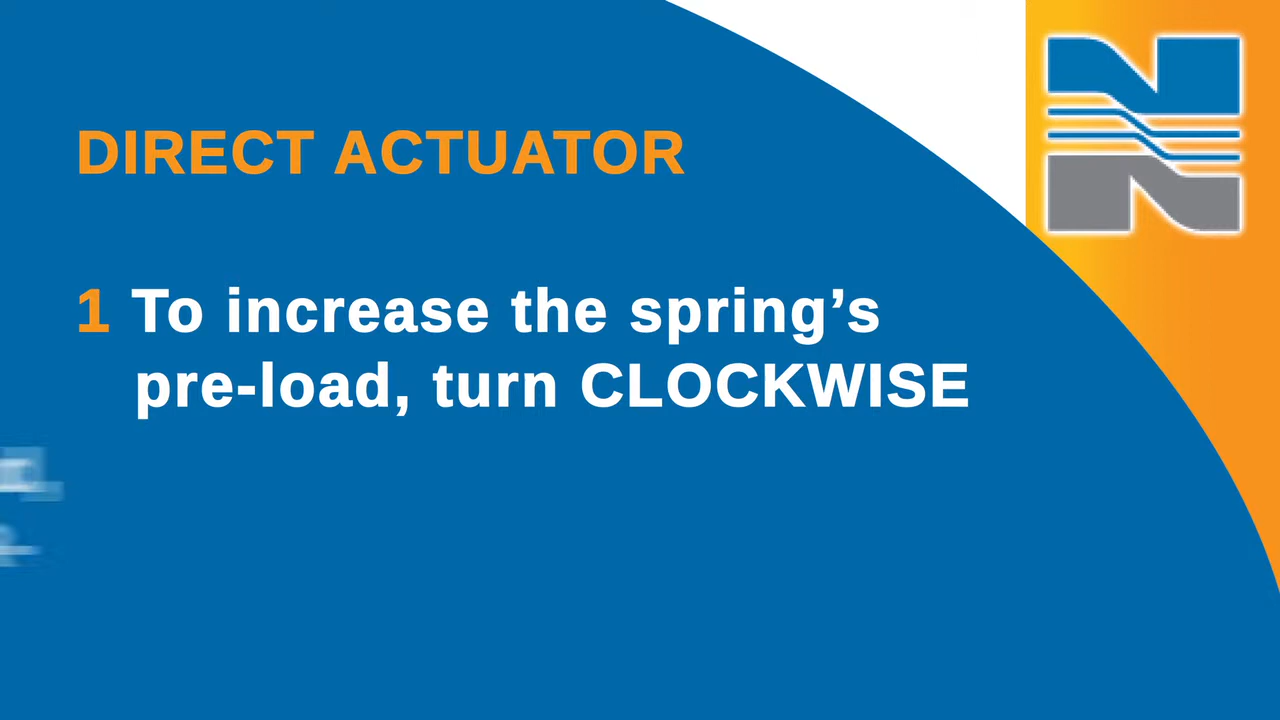 DIRECT ACTUATOR
1 To increase the spring’s
pre-load, turn CLOCKWISE